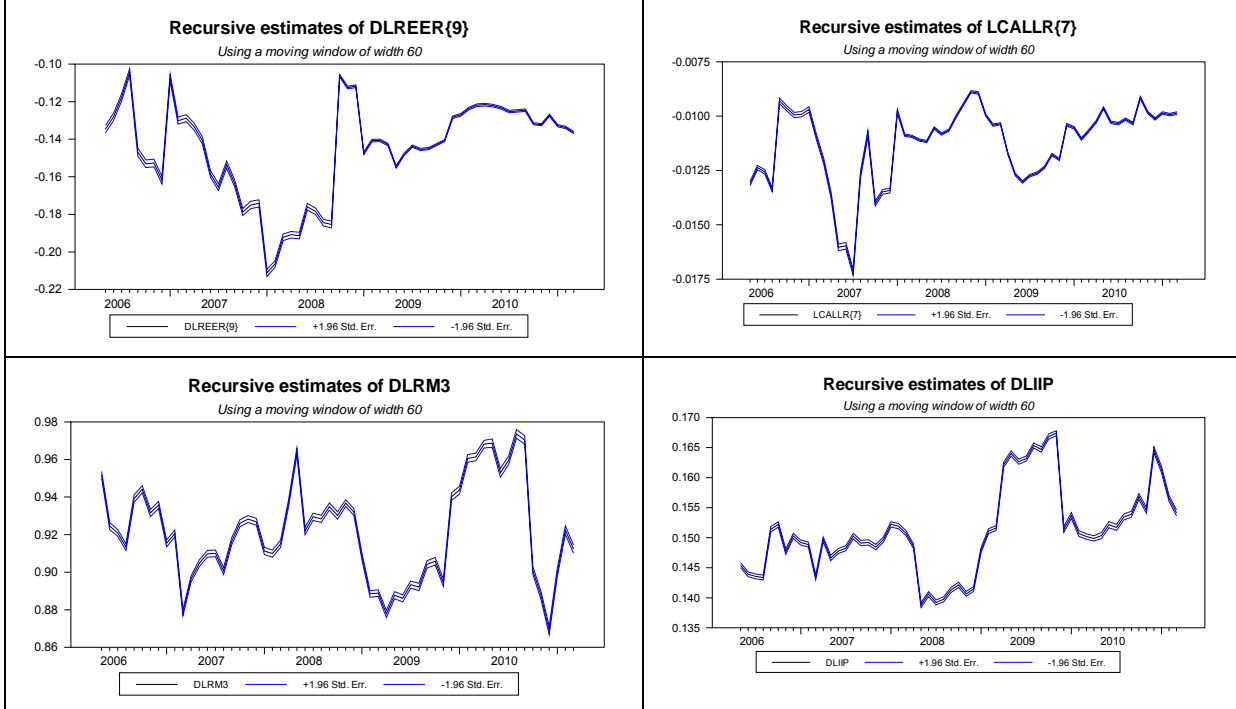 Recursive estimates of DLREER{9}
Using a moving window of width 60
-0.10
-0.12
-0.14
-0.16
-0.18
-0.20
-0.22
2006 2007 2008 2009 2010
DLREER{9} +1.96 Std. Err. -1.96 Std. Err.
Recursive estimates of LCALLR{7}
Using a moving window of width 60
-0.0075
-0.0100
-0.0125
-0.0150
-0.0175
2006 2007 2008 2009 2010
LCALLR{7} +1.96 Std. Err. -1.96 Std. Err.
Recursive estimates of DLRM3
Using a moving window of width 60
0.98
0.96
0.94
0.92
0.90
0.88
0.86
2006 2007 2008 2009 2010
DLRM3 +1.96 Std. Err. -1.96 Std. Err.
Recursive estimates of DLIIP
Using a moving window of width 60
0.170
0.165
0.160
0.155
0.150
0.145
0.140
0.135
2006 2007 2008 2009 2010
DLIIP +1.96 Std. Err. -1.96 Std. Err.